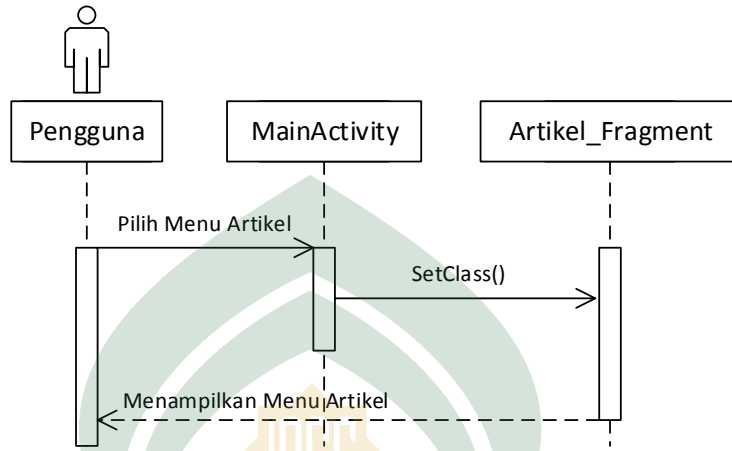 Pengguna
MainActivity
Artikel_Fragment
Pilih Menu Artikel
SetClass()
Menampilkan Menu Artikel